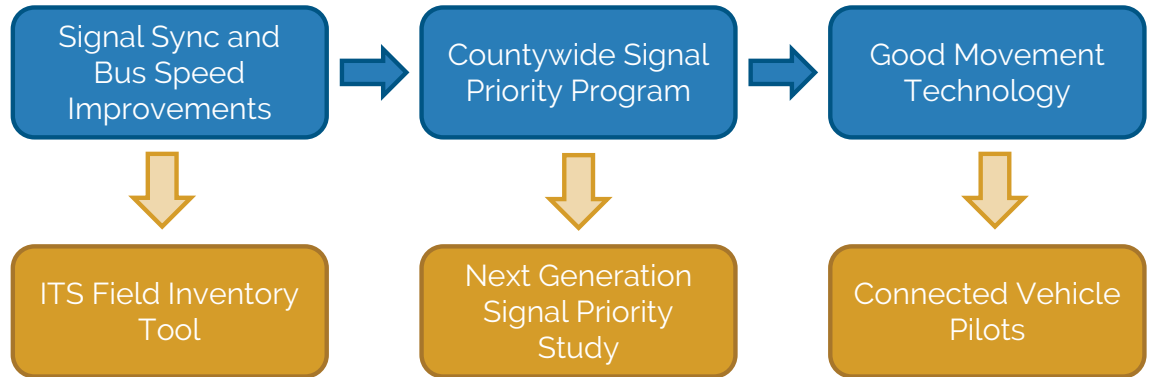 Signal Sync and
Bus Speed
Improvements
Countywide Signal
Priority Program
Good Movement
Technology
ITS Field Inventory
Tool
Next Generation
Signal Priority
Study
Connected Vehicle
Pilots